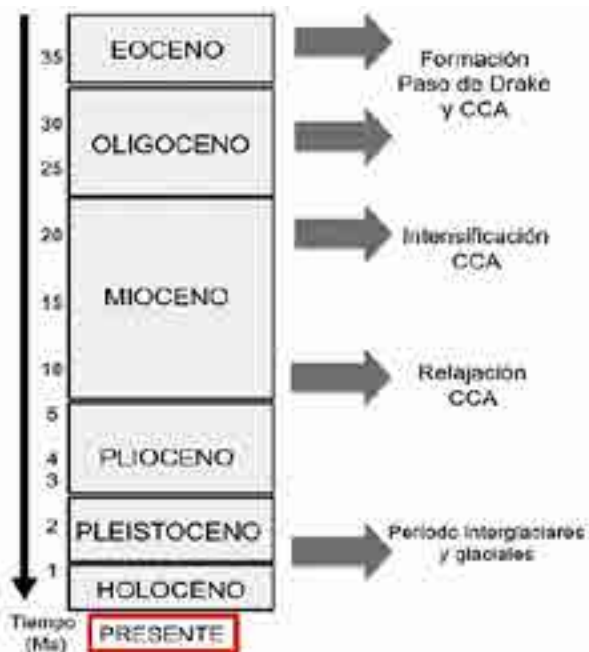 35
EOCENO
Formación
Paso de Drake
y CCA
30
OLIGOCENO
25
20
Intensificación
CCA
MIOCENO
15
10
Relajación
CCA
5
PLIOCENO
4
3
2
PLEISTOCENO
Período Interglaciares
y glaciales
1
HOLOCENO
Tiempo
(Ma)
PRESENTE